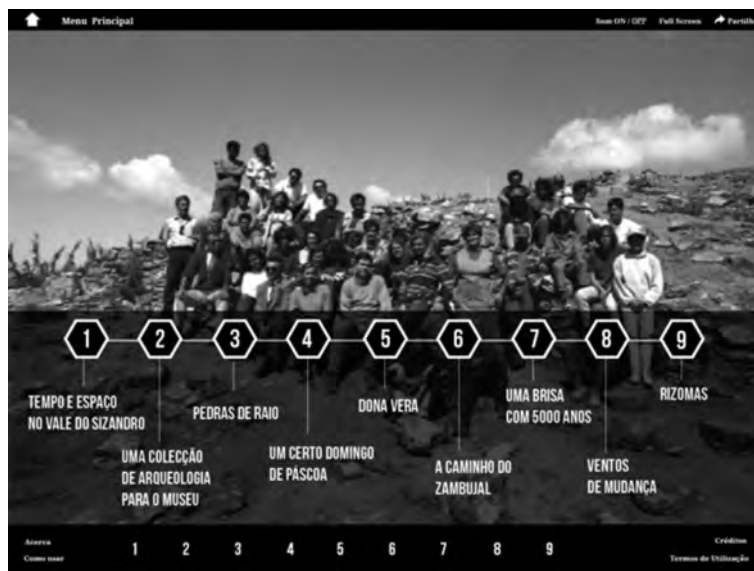 Menu Principal
Som ON / OFF
Full Screen
Partilh
1
2
3
4
5
6
7
8
9
TEMPO E ESPAÇO
NO VALE DO SIZANDRO
UMA COLECÇÃO
DE ARQUEOLOGIA
PARA O MUSEU
PEDRAS DE RAIO
UM CERTO DOMINGO
DE PÁSCOA
DONA VERA
A CAMINHO DO
ZAMBUJAL
UMA BRISA
COM 5000 ANOS
VENTOS
DE MUDANÇA
RIZOMAS
Acerca
Como usar
1 2 3 4 5 6 7 8 9
Créditos
Termos de Utilização